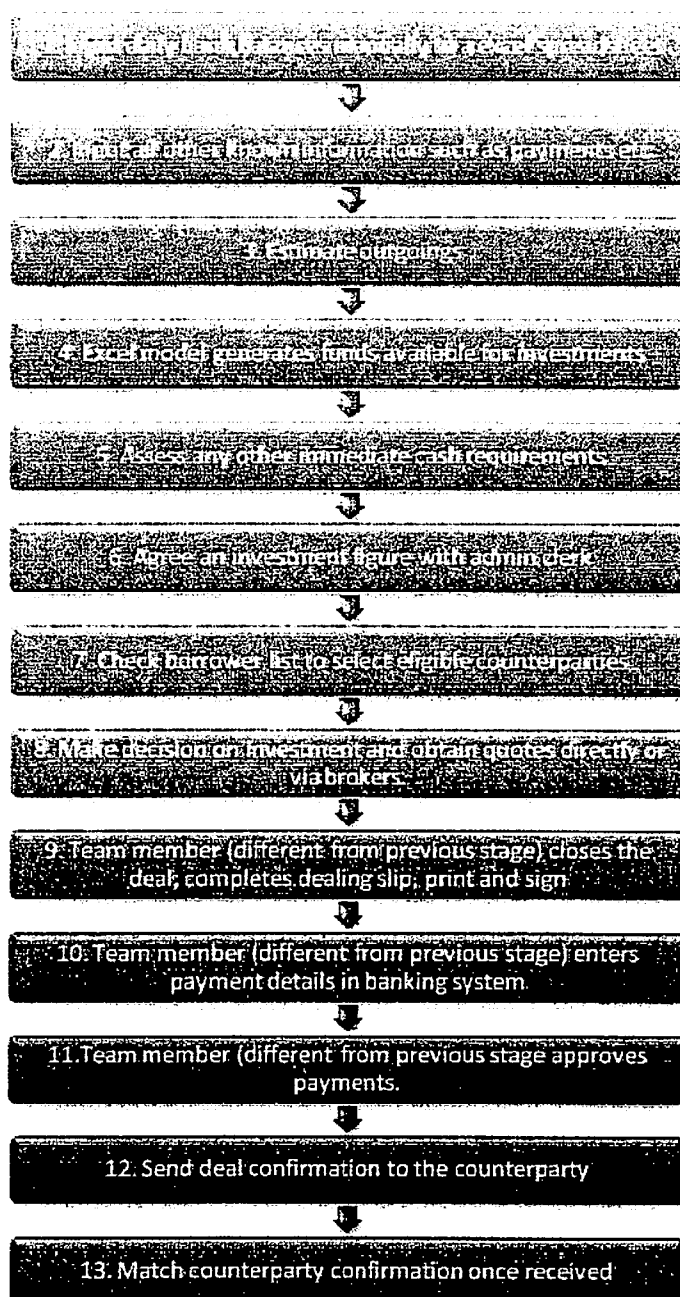 daily bank balances manually
2. Input all other known information such as payments etc
3. Estimate outgoings
4. Excel model generates funds available for investments
5. Assess any other immediate cash requirements
6. Agree an investment figure with admin clerk
7. Check borrower list to select eligible counterparties
8. Make decision on investment and obtain quotes directly or
via brokers.
9. Team member (different from previous stage) closes the
deal, completes dealing slip, print and sign
10. Team member (different from previous stage) enters
payment details in banking system
11.Team member (different from previous stage approves
payments.
12. Send deal confirmation to the counterparty
13. Match counterparty confirmation once received